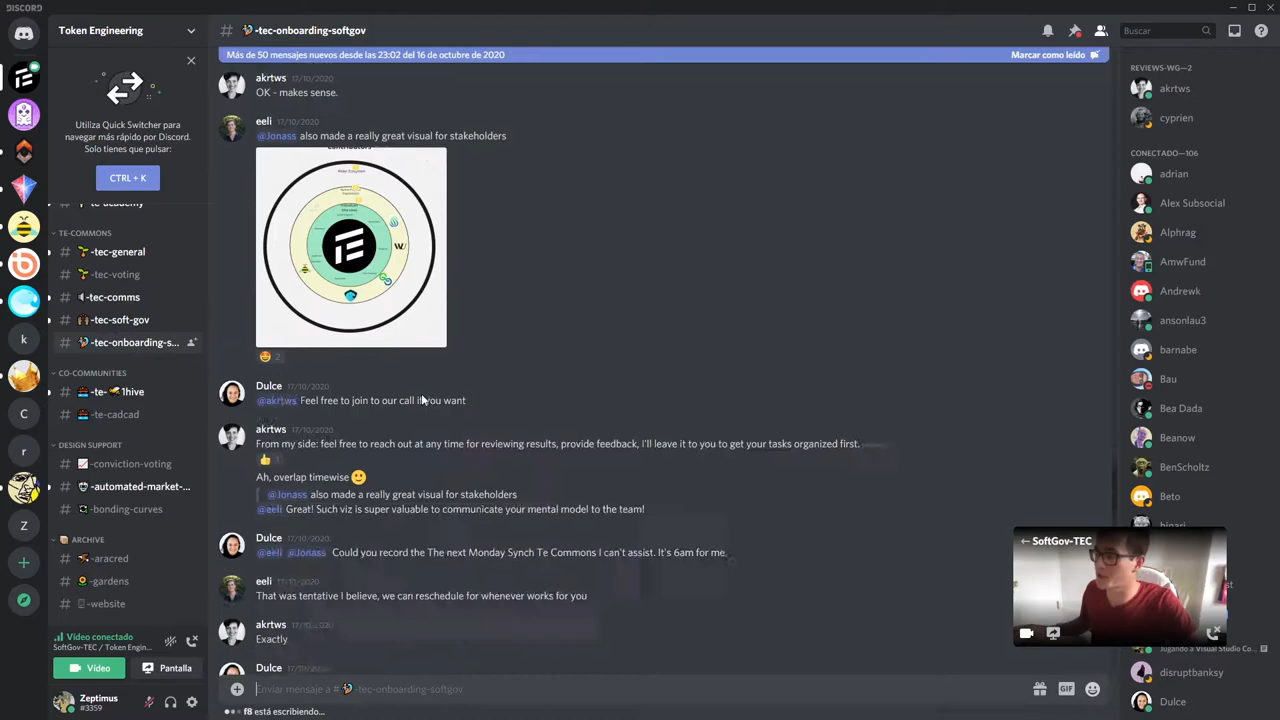 DISCORD
Token Engineering
-tec-onboarding-softgov
Buscar
Más de 50 mensajes nuevos desde las 23:02 del 16 de octubre de 2020
Marcar como leído
Utiliza Quick Switcher para
navegar más rápido por Discord.
Solo tienes que pulsar:
CTRL + K
te-academy
TE-COMMONS
-tec-general
-tec-voting
-tec-comms
-tec-soft-gov
-tec-onboarding-s...
CO-COMMUNITIES
-te-🐝1hive
-te-cadcad
DESIGN SUPPORT
-conviction-voting
-automated-market-...
-bonding-curves
ARCHIVE
-aracred
-gardens
-website
Vídeo conectado
SoftGov-TEC / Token Engin...
Vídeo
Pantalla
Zeptimus
#3359
akrtws 17/10/2020
OK - makes sense.
eeli 17/10/2020
@Jonass also made a really great visual for stakeholders
contributors
2
Dulce 17/10/2020
@akrtws Feel free to join to our call if you want
akrtws 17/10/2020
From my side: feel free to reach out at any time for reviewing results, provide feedback, I'll leave it to you to get your tasks organized first.
1
Ah, overlap timewise 🙂
@Jonass also made a really great visual for stakeholders
@eeli Great! Such viz is super valuable to communicate your mental model to the team!
Dulce 17/10/2020
@eeli @Jonass Could you record the The next Monday Synch Te Commons I can't assist. It's 6am for me.
eeli 17/10/2020
That was tentative I believe, we can reschedule for whenever works for you
akrtws 17/10/2020
Exactly
Dulce 17/10/2020
Enviar mensaje a #-tec-onboarding-softgov
GIF
f8 está escribiendo...
REVIEWS-WG—2
akrtws
cyprien
CONECTADO—106
adrian
Alex Subsocial
Alphrag
AmwFund
Andrewk
ansonlau3
barnabe
Bau
Bea Dada
Beanow
BenScholtz
Beto
binari
SoftGov-TEC
Jugando a Visual Studio Co...
disruptbanksy
Dulce
k
C
r
Z